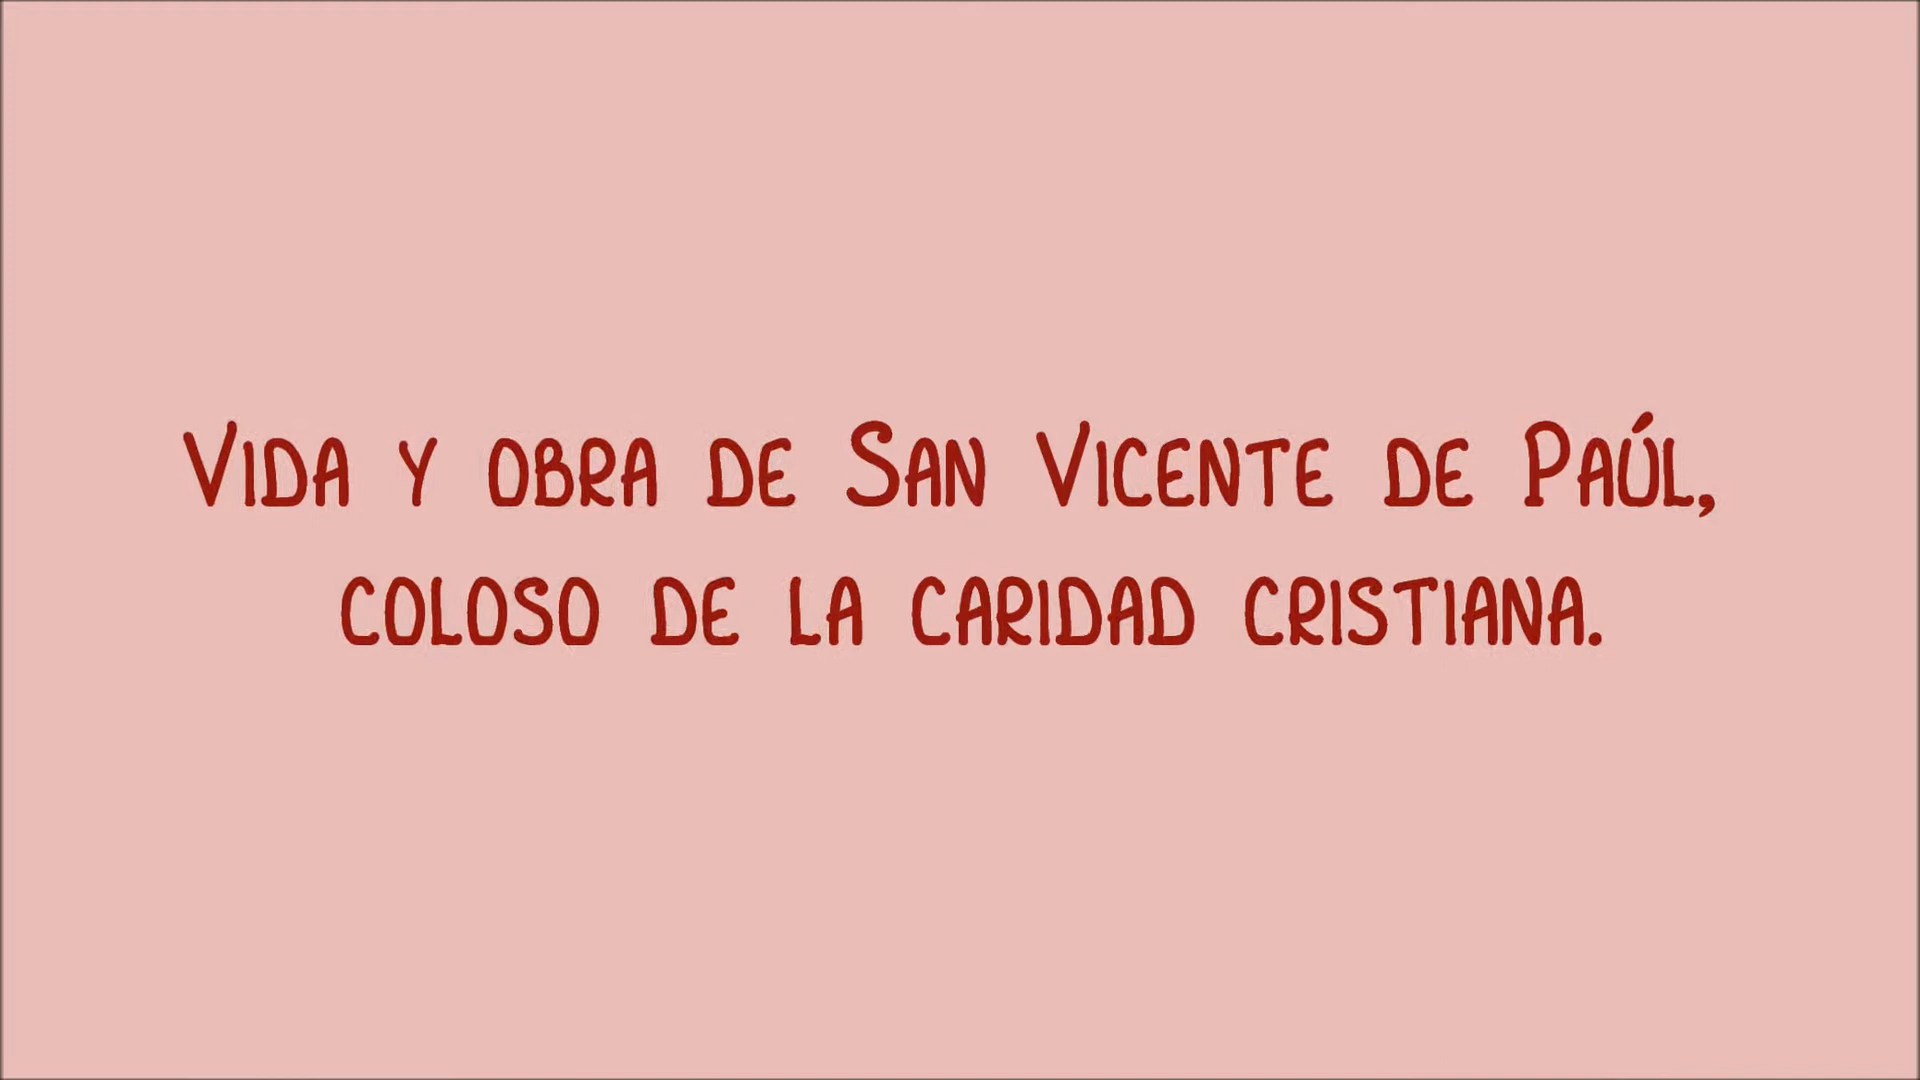 Vida y obra de San Vicente de Paúl,
coloso de la caridad cristiana.